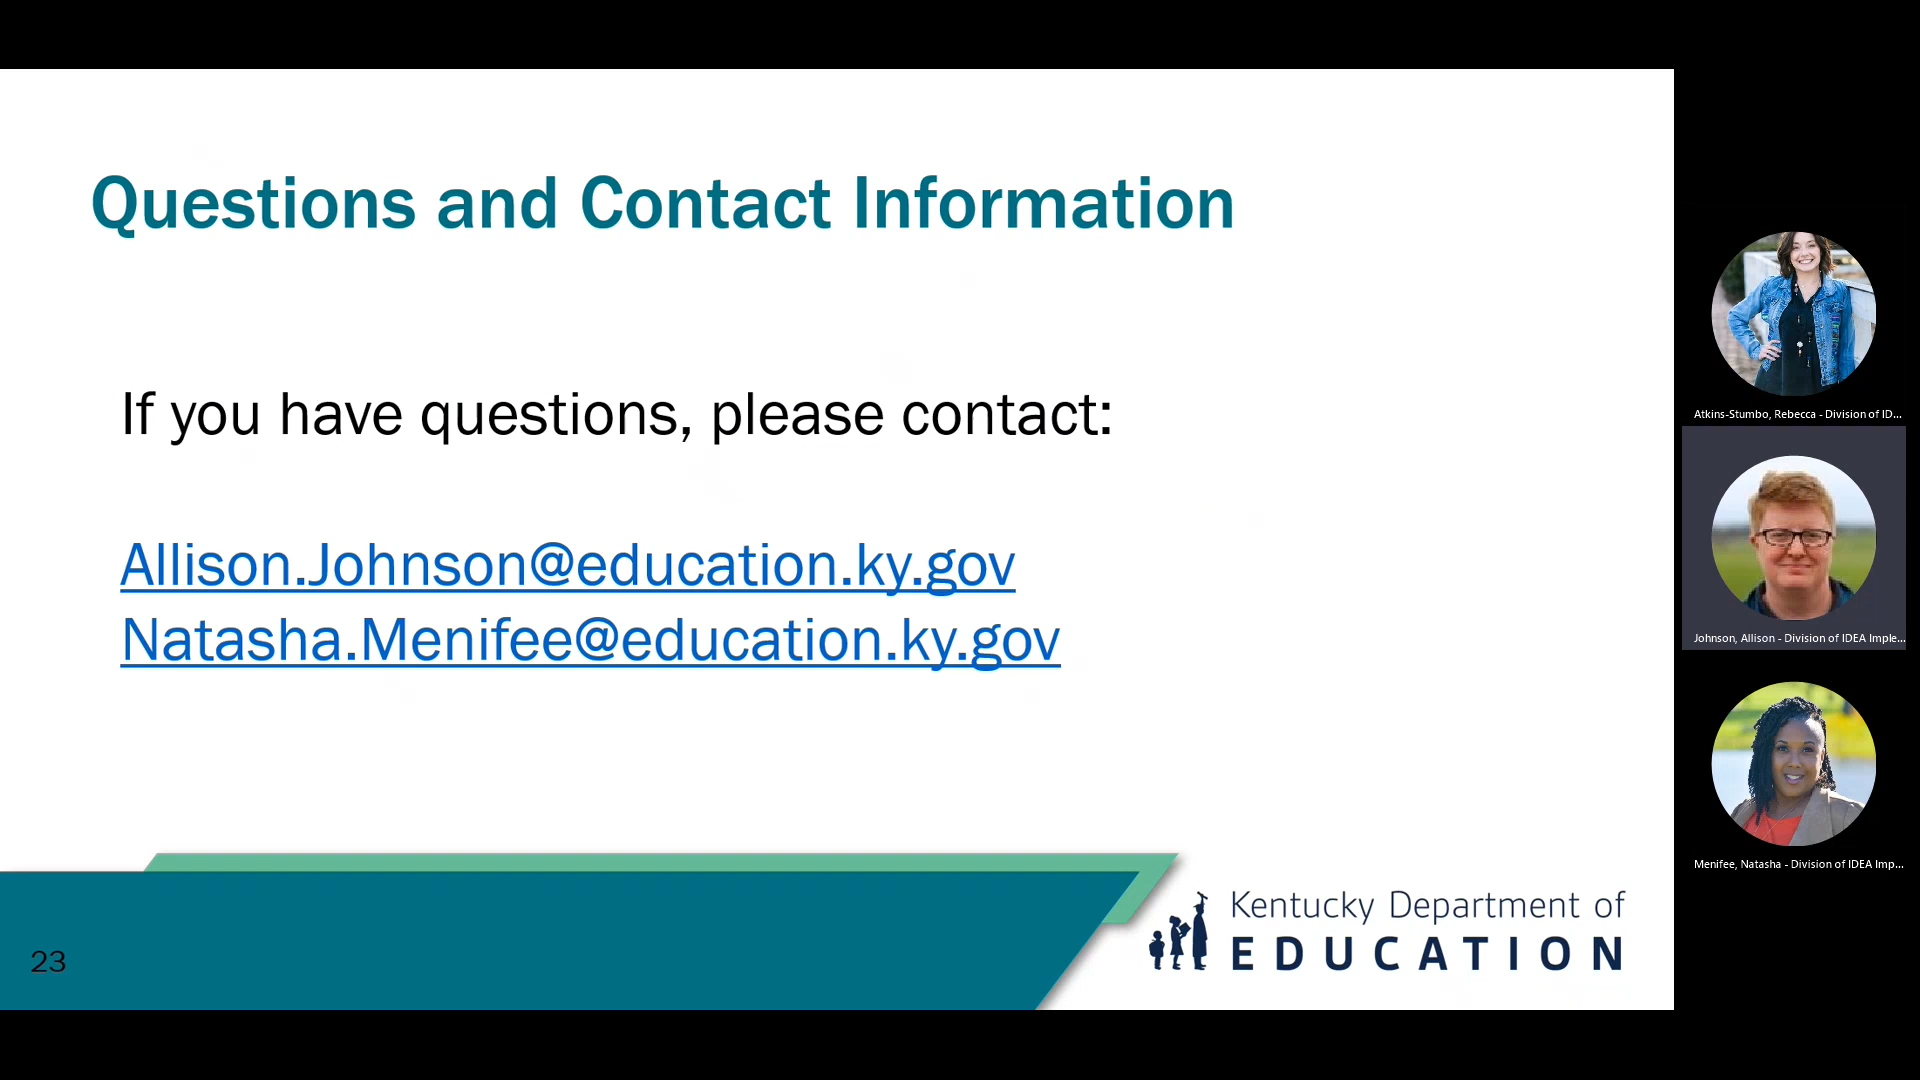 Questions and Contact Information
If you have questions, please contact:
Allison.Johnson@education.ky.gov
Natasha.Menifee@education.ky.gov
23
Kentucky Department of
EDUCATION
Atkins-Stumbo, Rebecca - Division of ID...
Johnson, Allison - Division of IDEA Imple...
Menifee, Natasha - Division of IDEA Imp...